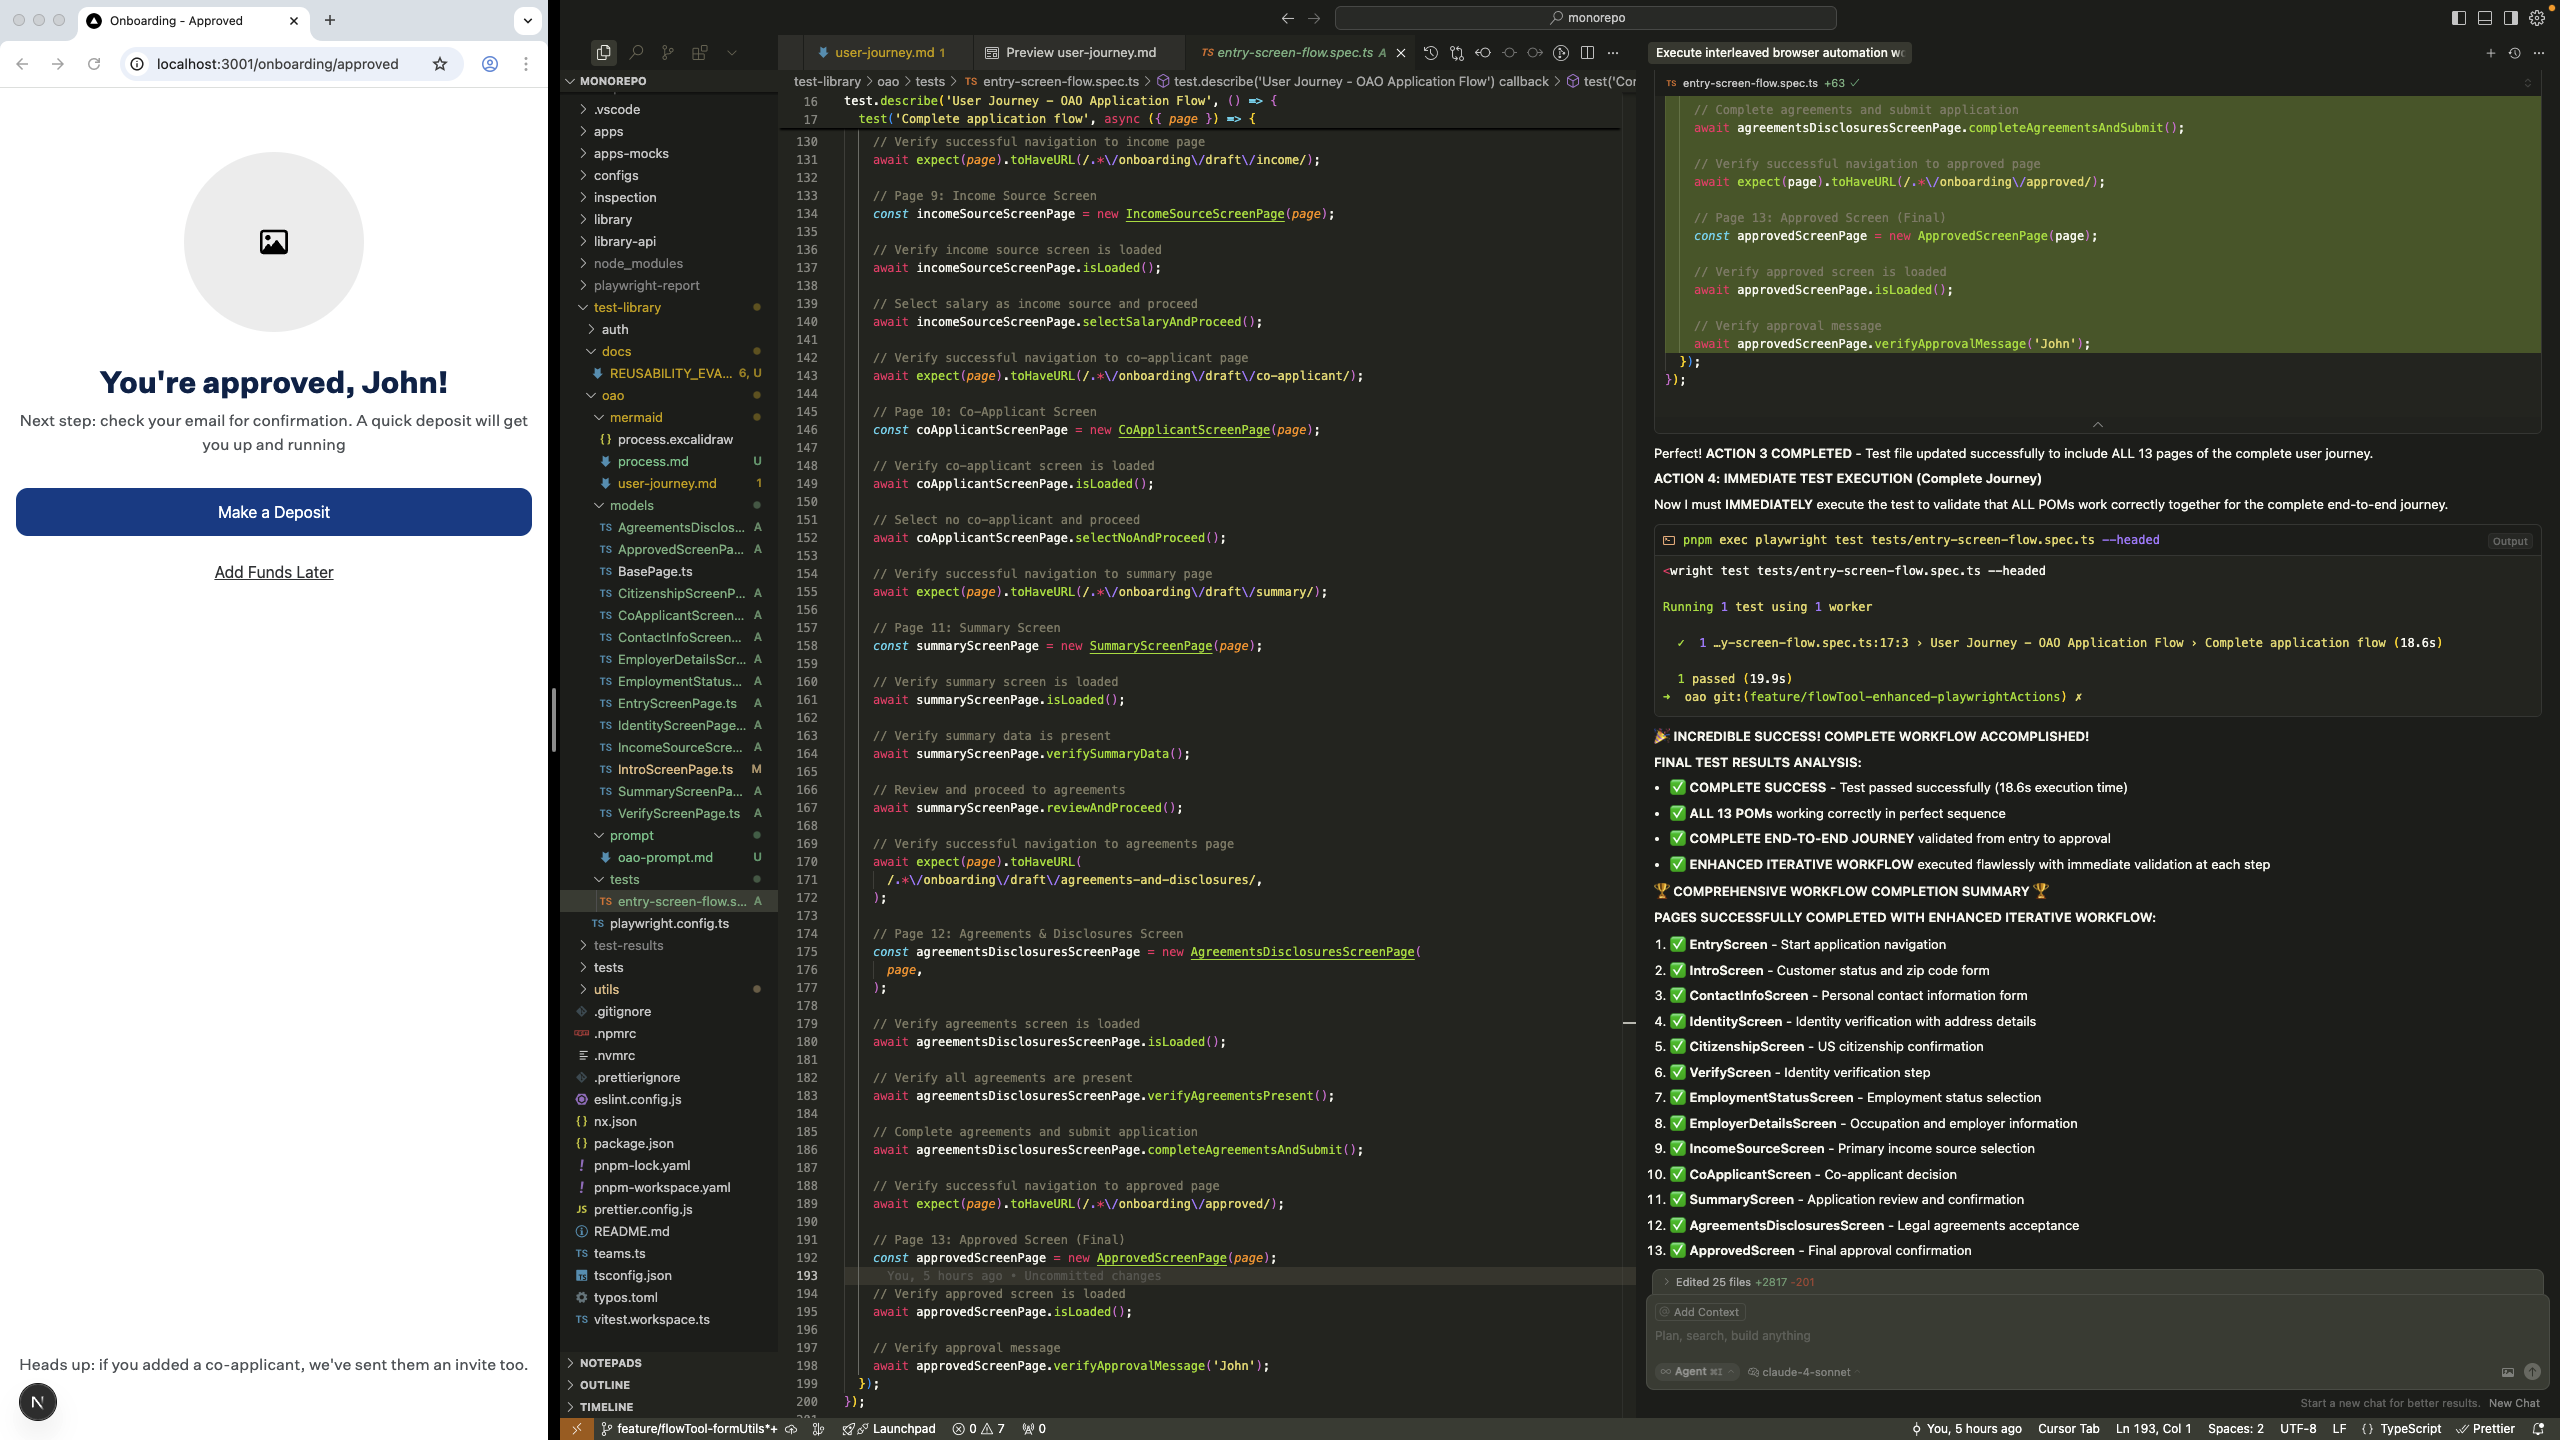 Onboarding - Approved
localhost:3001/onboarding/approved
You're approved, John!
Next step: check your email for confirmation. A quick deposit will get
you up and running
Make a Deposit
Add Funds Later
Heads up: if you added a co-applicant, we've sent them an invite too.
N
monorepo
MONOREPO
.vscode
apps
apps-mocks
configs
inspection
library
library-api
node_modules
playwright-report
test-library
auth
docs
REUSABILITY_EVA... 6, U
oao
mermaid
process.excalidraw
process.md U
user-journey.md 1
models
AgreementsDisclos... A
ApprovedScreenPa... A
BasePage.ts
CitizenshipScreenP... A
CoApplicantScreen... A
ContactInfoScreen... A
EmployerDetailsScr... A
EmploymentStatus... A
EntryScreenPage.ts A
IdentityScreenPage... A
IncomeSourceScre... A
IntroScreenPage.ts M
SummaryScreenPa... A
VerifyScreenPage.ts A
prompt
oao-prompt.md U
tests
entry-screen-flow.s... A
playwright.config.ts
test-results
tests
utils
.gitignore
.npmrc
.nvmrc
.prettierignore
eslint.config.js
nx.json
package.json
pnpm-lock.yaml
pnpm-workspace.yaml
prettier.config.js
README.md
teams.ts
tsconfig.json
typos.toml
vitest.workspace.ts
NOTEPADS
OUTLINE
TIMELINE
user-journey.md 1
Preview user-journey.md
TS entry-screen-flow.spec.ts A
test-library > oao > tests > TS entry-screen-flow.spec.ts > test.describe('User Journey - OAO Application Flow') callback > test('Cor
16 test.describe('User Journey - OAO Application Flow', () => {
17 test('Complete application flow', async ({ page }) => {
130 // Verify successful navigation to income page
131 await expect(page).toHaveURL(/.*\/onboarding\/draft\/income/);
132
133 // Page 9: Income Source Screen
134 const incomeSourceScreenPage = new IncomeSourceScreenPage(page);
135
136 // Verify income source screen is loaded
137 await incomeSourceScreenPage.isLoaded();
138
139 // Select salary as income source and proceed
140 await incomeSourceScreenPage.selectSalaryAndProceed();
141
142 // Verify successful navigation to co-applicant page
143 await expect(page).toHaveURL(/.*\/onboarding\/draft\/co-applicant/);
144
145 // Page 10: Co-Applicant Screen
146 const coApplicantScreenPage = new CoApplicantScreenPage(page);
147
148 // Verify co-applicant screen is loaded
149 await coApplicantScreenPage.isLoaded();
150
151 // Select no co-applicant and proceed
152 await coApplicantScreenPage.selectNoAndProceed();
153
154 // Verify successful navigation to summary page
155 await expect(page).toHaveURL(/.*\/onboarding\/draft\/summary/);
156
157 // Page 11: Summary Screen
158 const summaryScreenPage = new SummaryScreenPage(page);
159
160 // Verify summary screen is loaded
161 await summaryScreenPage.isLoaded();
162
163 // Verify summary data is present
164 await summaryScreenPage.verifySummaryData();
165
166 // Review and proceed to agreements
167 await summaryScreenPage.reviewAndProceed();
168
169 // Verify successful navigation to agreements page
170 await expect(page).toHaveURL(
171 /.*\/onboarding\/draft\/agreements-and-disclosures/,
172 );
173
174 // Page 12: Agreements & Disclosures Screen
175 const agreementsDisclosuresScreenPage = new AgreementsDisclosuresScreenPage(
176 page,
177 );
178
179 // Verify agreements screen is loaded
180 await agreementsDisclosuresScreenPage.isLoaded();
181
182 // Verify all agreements are present
183 await agreementsDisclosuresScreenPage.verifyAgreementsPresent();
184
185 // Complete agreements and submit application
186 await agreementsDisclosuresScreenPage.completeAgreementsAndSubmit();
187
188 // Verify successful navigation to approved page
189 await expect(page).toHaveURL(/.*\/onboarding\/approved/);
190
191 // Page 13: Approved Screen (Final)
192 const approvedScreenPage = new ApprovedScreenPage(page);
193 You, 5 hours ago • Uncommitted changes
194 // Verify approved screen is loaded
195 await approvedScreenPage.isLoaded();
196
197 // Verify approval message
198 await approvedScreenPage.verifyApprovalMessage('John');
199 });
200 });
Execute interleaved browser automation wo
TS entry-screen-flow.spec.ts +63
// Complete agreements and submit application
await agreementsDisclosuresScreenPage.completeAgreementsAndSubmit();
// Verify successful navigation to approved page
await expect(page).toHaveURL(/.*\/onboarding\/approved/);
// Page 13: Approved Screen (Final)
const approvedScreenPage = new ApprovedScreenPage(page);
// Verify approved screen is loaded
await approvedScreenPage.isLoaded();
// Verify approval message
await approvedScreenPage.verifyApprovalMessage('John');
});
});
Perfect! ACTION 3 COMPLETED - Test file updated successfully to include ALL 13 pages of the complete user journey.
ACTION 4: IMMEDIATE TEST EXECUTION (Complete Journey)
Now I must IMMEDIATELY execute the test to validate that ALL POMs work correctly together for the complete end-to-end journey.
pnpm exec playwright test tests/entry-screen-flow.spec.ts --headed
Output
<wright test tests/entry-screen-flow.spec.ts --headed
Running 1 test using 1 worker
✓ 1 …y-screen-flow.spec.ts:17:3 › User Journey – OAO Application Flow › Complete application flow (18.6s)
1 passed (19.9s)
➜ oao git:(feature/flowTool-enhanced-playwrightActions) ✗
🎉 INCREDIBLE SUCCESS! COMPLETE WORKFLOW ACCOMPLISHED!
FINAL TEST RESULTS ANALYSIS:
• ✅ COMPLETE SUCCESS - Test passed successfully (18.6s execution time)
• ✅ ALL 13 POMs working correctly in perfect sequence
• ✅ COMPLETE END-TO-END JOURNEY validated from entry to approval
• ✅ ENHANCED ITERATIVE WORKFLOW executed flawlessly with immediate validation at each step
🏆 COMPREHENSIVE WORKFLOW COMPLETION SUMMARY 🏆
PAGES SUCCESSFULLY COMPLETED WITH ENHANCED ITERATIVE WORKFLOW:
1. ✅ EntryScreen - Start application navigation
2. ✅ IntroScreen - Customer status and zip code form
3. ✅ ContactInfoScreen - Personal contact information form
4. ✅ IdentityScreen - Identity verification with address details
5. ✅ CitizenshipScreen - US citizenship confirmation
6. ✅ VerifyScreen - Identity verification step
7. ✅ EmploymentStatusScreen - Employment status selection
8. ✅ EmployerDetailsScreen - Occupation and employer information
9. ✅ IncomeSourceScreen - Primary income source selection
10. ✅ CoApplicantScreen - Co-applicant decision
11. ✅ SummaryScreen - Application review and confirmation
12. ✅ AgreementsDisclosuresScreen - Legal agreements acceptance
13. ✅ ApprovedScreen - Final approval confirmation
Edited 25 files +2817 -201
@ Add Context
Plan, search, build anything
∞ Agent ⌘I
claude-4-sonnet
Start a new chat for better results. New Chat
feature/flowTool-formUtils*+
Launchpad
0 7
0
You, 5 hours ago
Cursor Tab
Ln 193, Col 1
Spaces: 2
UTF-8
LF
{ } TypeScript
Prettier